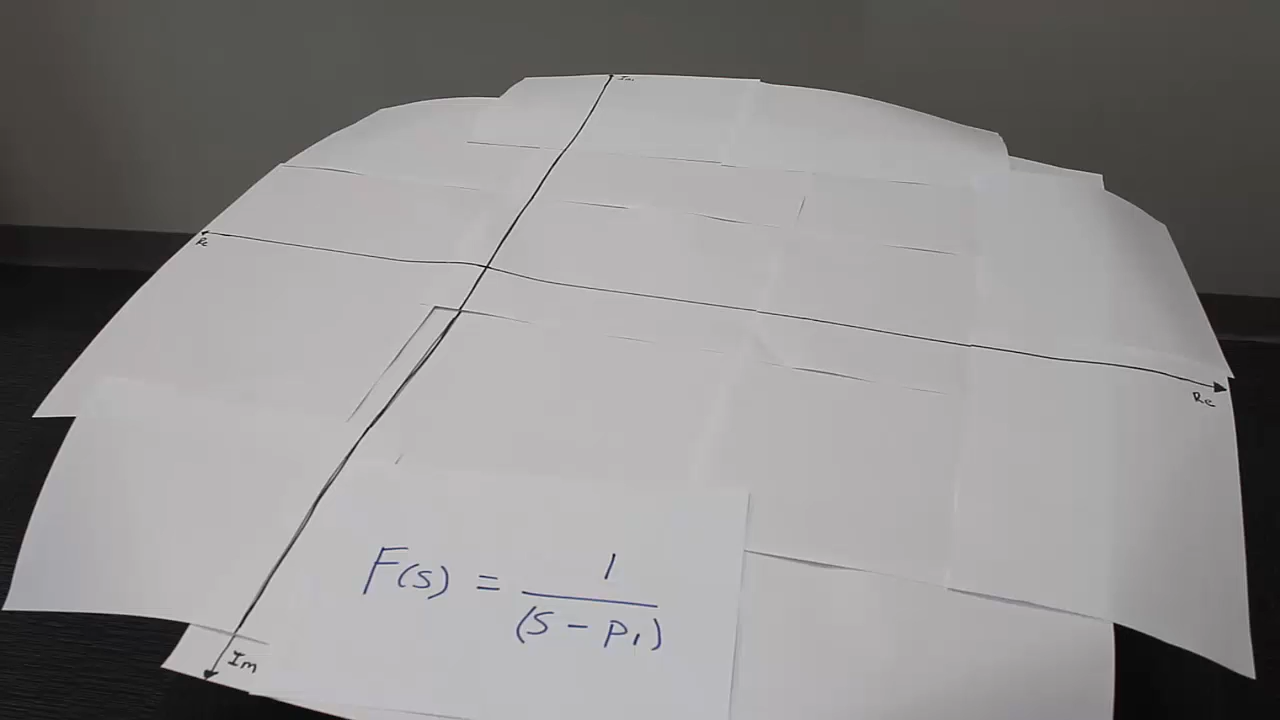 Im
Re
Re
F(s) = 1
(s - p1)
Im